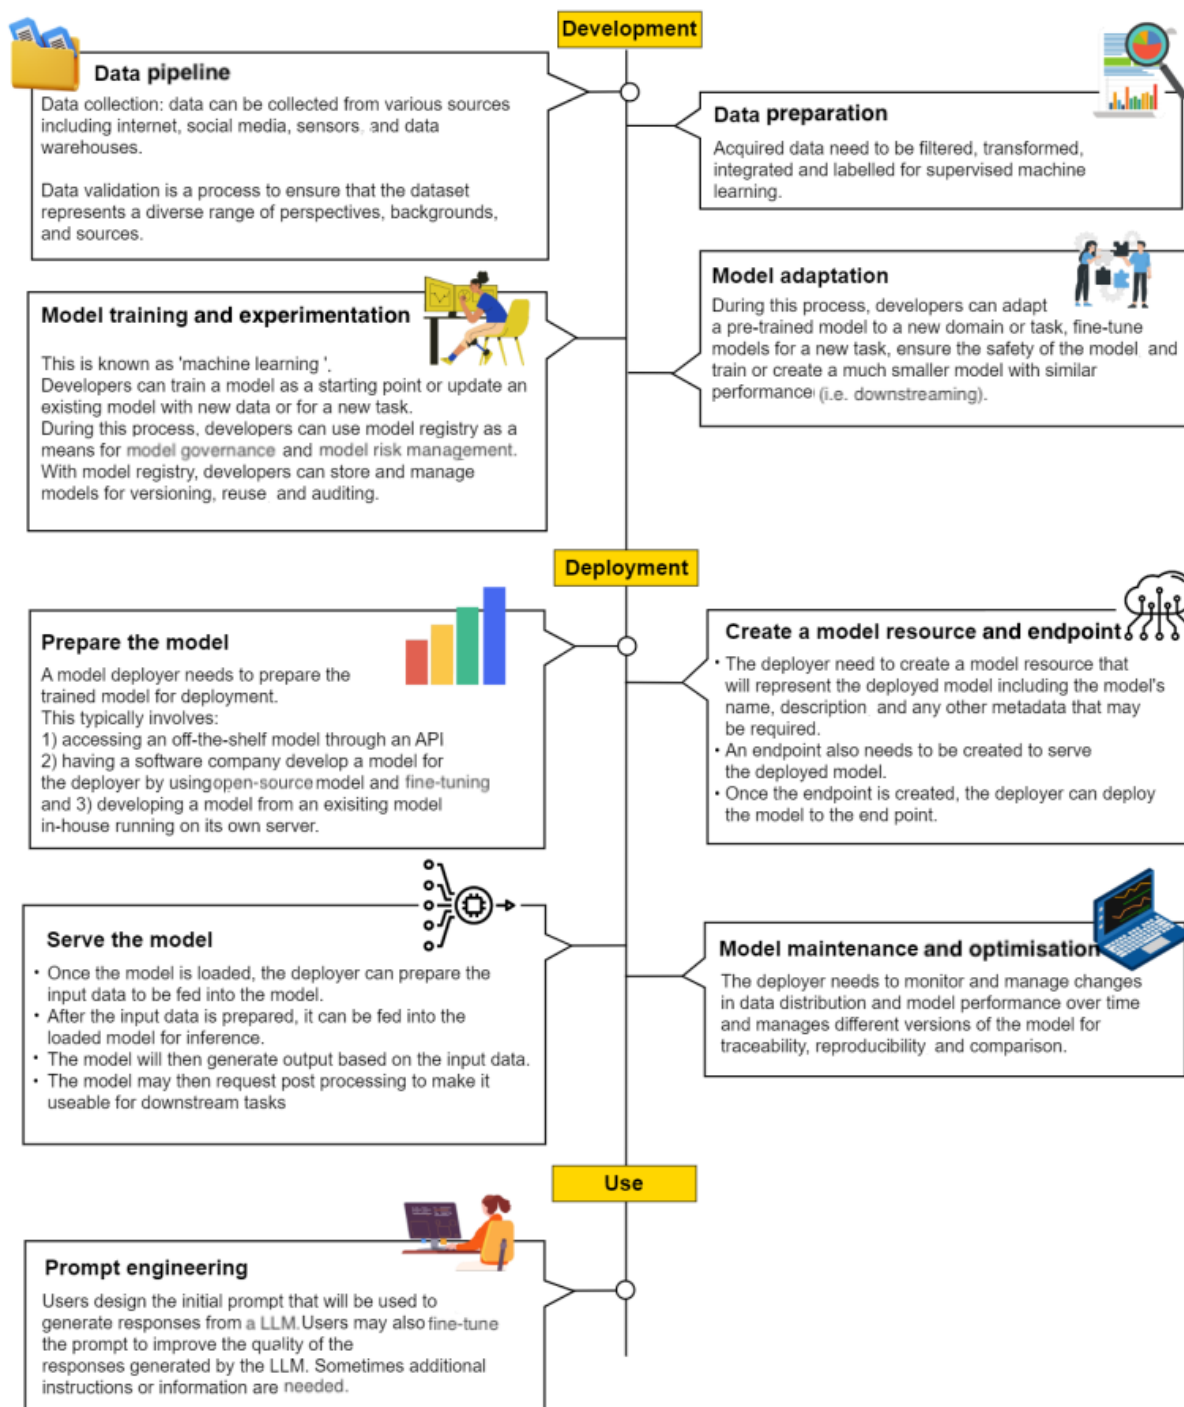 Development
Data pipeline
Data collection: data can be collected from various sources
including internet, social media, sensors, and data
warehouses.
Data validation is a process to ensure that the dataset
represents a diverse range of perspectives, backgrounds,
and sources.
Data preparation
Acquired data need to be filtered, transformed,
integrated and labelled for supervised machine
learning.
Model training and experimentation
This is known as 'machine learning '.
Developers can train a model as a starting point or update an
existing model with new data or for a new task.
During this process, developers can use model registry as a
means for model governance and model risk management.
With model registry, developers can store and manage
models for versioning, reuse and auditing.
Model adaptation
During this process, developers can adapt
a pre-trained model to a new domain or task, fine-tune
models for a new task, ensure the safety of the model, and
train or create a much smaller model with similar
performance (i.e. downstreaming).
Deployment
Prepare the model
A model deployer needs to prepare the
trained model for deployment.
This typically involves:
1) accessing an off-the-shelf model through an API
2) having a software company develop a model for
the deployer by using open-source model and fine-tuning
and 3) developing a model from an exisiting model
in-house running on its own server.
Create a model resource and endpoint
• The deployer need to create a model resource that
will represent the deployed model including the model's
name, description, and any other metadata that may
be required.
• An endpoint also needs to be created to serve
the deployed model.
• Once the endpoint is created, the deployer can deploy
the model to the end point.
Serve the model
• Once the model is loaded, the deployer can prepare the
input data to be fed into the model.
• After the input data is prepared, it can be fed into the
loaded model for inference.
• The model will then generate output based on the input data.
• The model may then request post processing to make it
useable for downstream tasks
Model maintenance and optimisation
The deployer needs to monitor and manage changes
in data distribution and model performance over time
and manages different versions of the model for
traceability, reproducibility and comparison.
Use
Prompt engineering
Users design the initial prompt that will be used to
generate responses from a LLM. Users may also fine-tune
the prompt to improve the quality of the
responses generated by the LLM. Sometimes additional
instructions or information are needed.